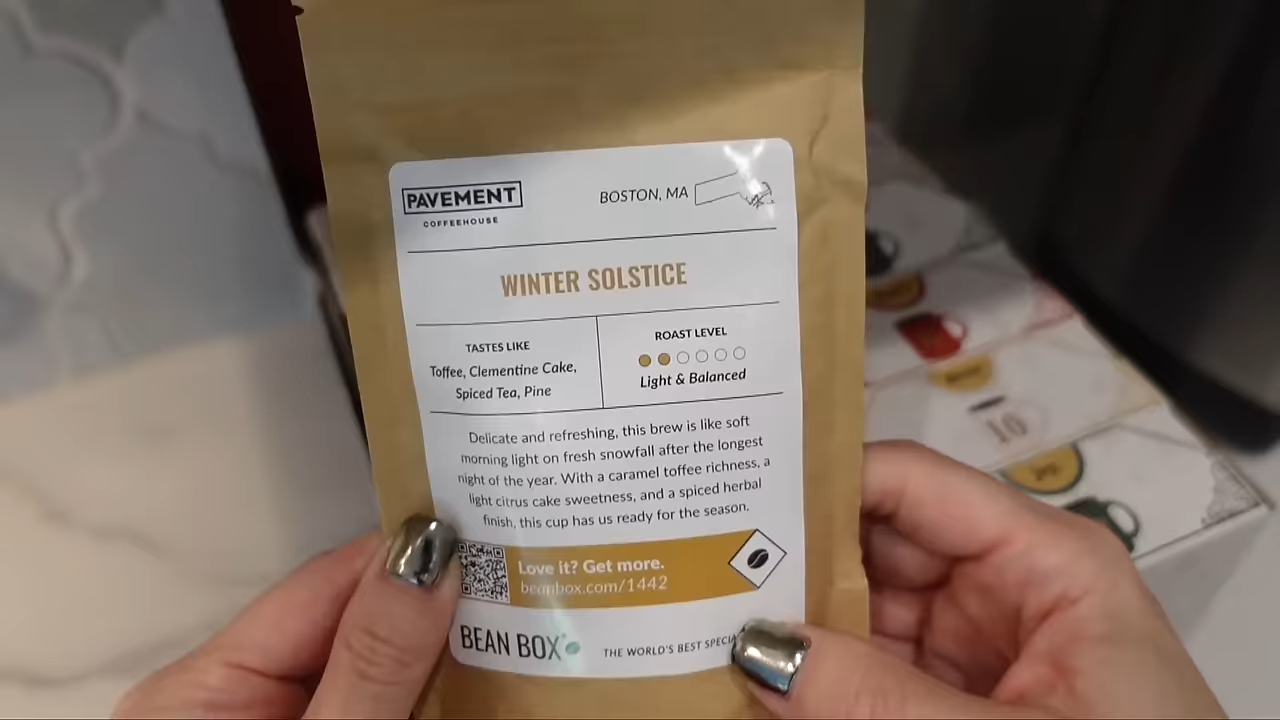 PAVEMENT
COFFEEHOUSE
BOSTON, MA
WINTER SOLSTICE
TASTES LIKE
Toffee, Clementine Cake,
Spiced Tea, Pine
ROAST LEVEL
Light & Balanced
Delicate and refreshing, this brew is like soft
morning light on fresh snowfall after the longest
night of the year. With a caramel toffee richness, a
light citrus cake sweetness, and a spiced herbal
finish, this cup has us ready for the season.
Love it? Get more.
beanbox.com/1442
BEAN BOX
THE WORLD'S BEST
10